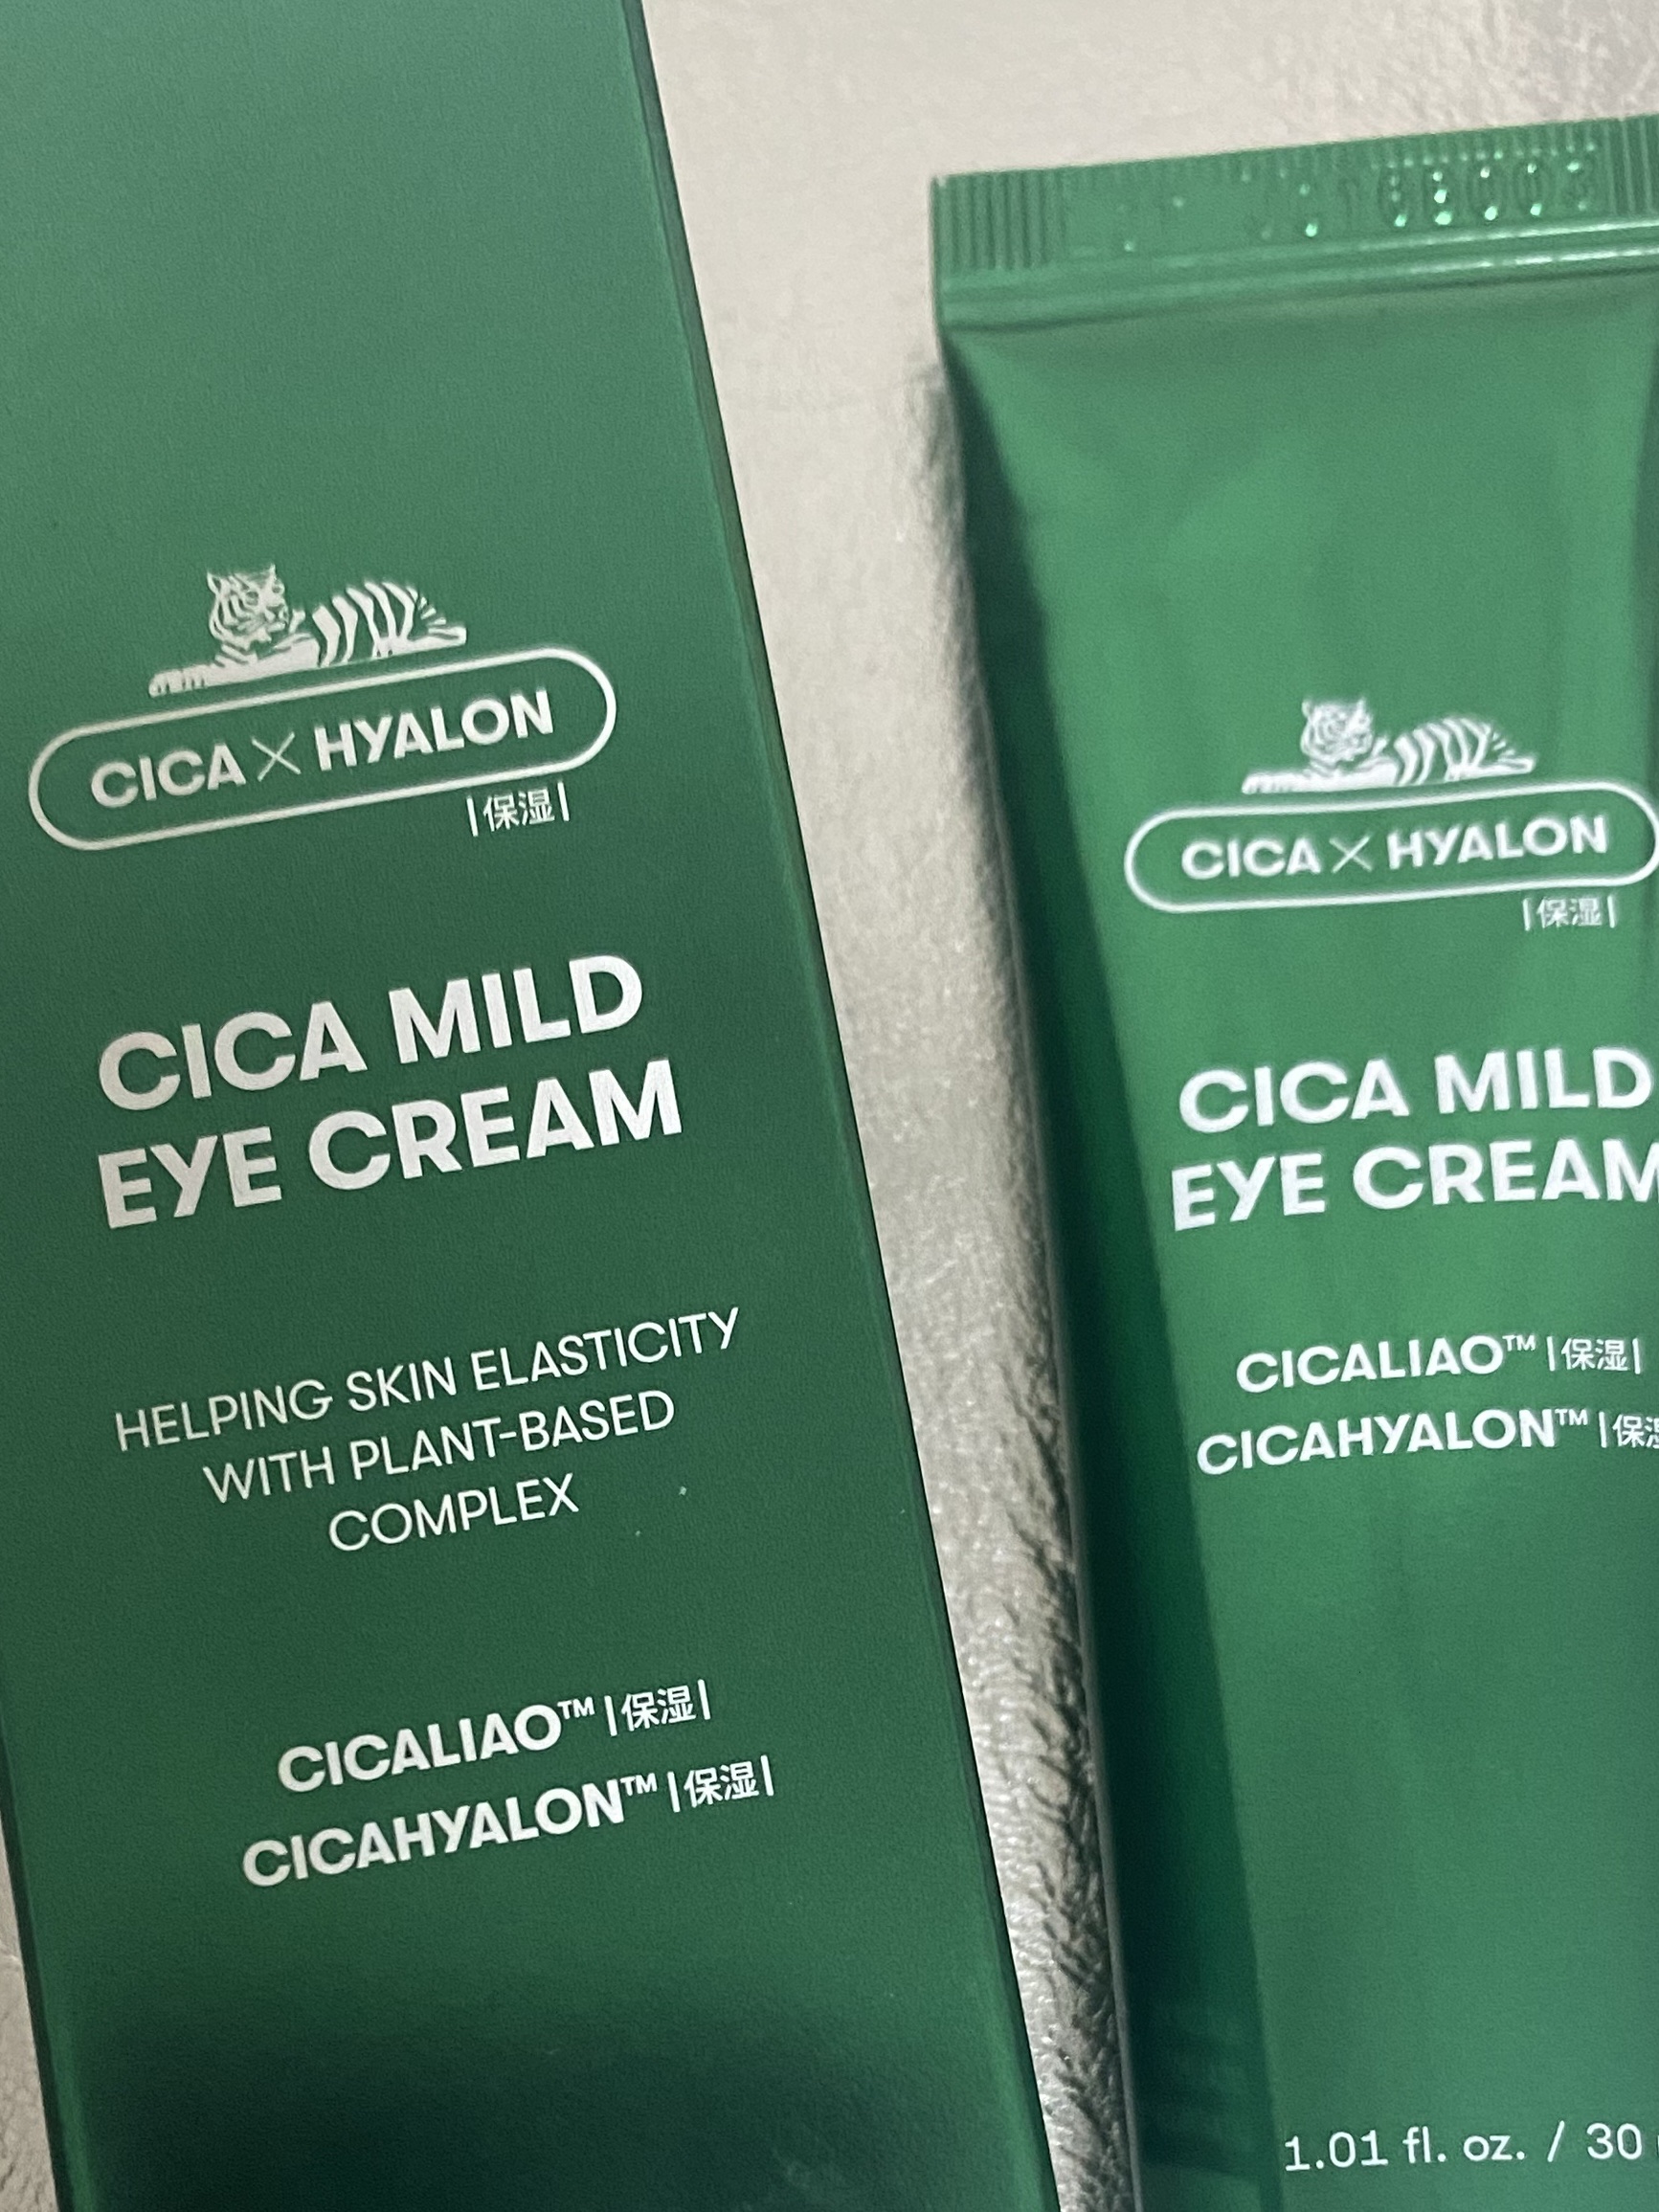 CICA X HYALON
|保湿|
CICA MILD
EYE CREAM
HELPING SKIN ELASTICITY
WITH PLANT-BASED
COMPLEX
CICALIAO™ |保湿|
CICAHYALON™ |保湿|
CICA X HYALON
|保湿|
CICA MILD
EYE CREAM
CICALIAO™ |保湿|
CICAHYALON™ |保湿
1.01 fl. oz. / 30